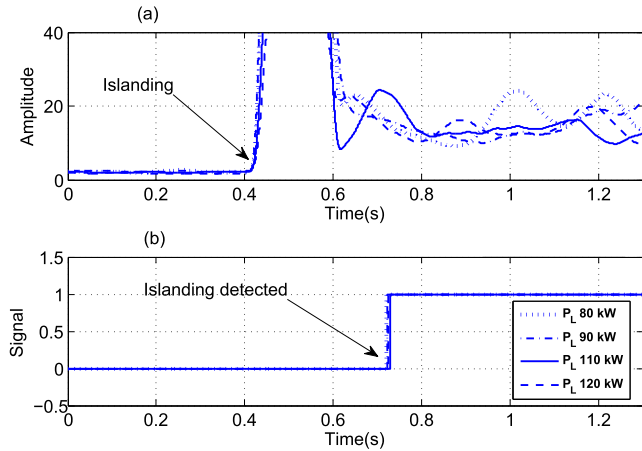 (a)
40
20
0
Amplitude
Islanding
0 0.2 0.4 0.6 0.8 1 1.2
Time(s)
(b)
1.5
1
0.5
0
−0.5
Signal
Islanding detected
P_L 80 kW
P_L 90 kW
P_L 110 kW
P_L 120 kW
0 0.2 0.4 0.6 0.8 1 1.2
Time(s)